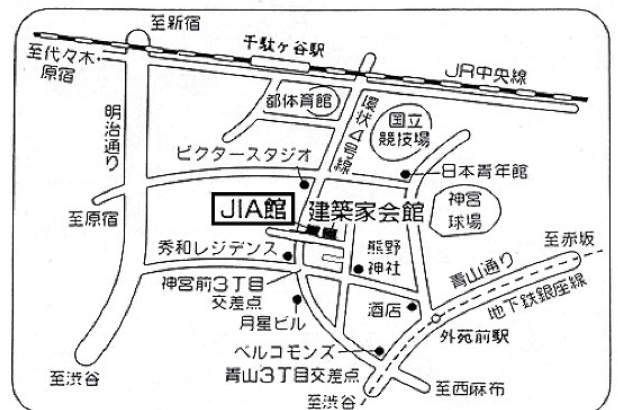 至新宿
千駄ヶ谷駅
至代々木・
原宿
JR中央線
都体育館
明治通り
環状4号線
国立
競技場
ビクタースタジオ
日本青年館
JIA館
建築家会館
神宮
球場
至原宿
秀和レジデンス
熊野
神社
至赤坂
青山通り
神宮前3丁目
交差点
地下鉄銀座線
酒店
月星ビル
外苑前駅
ベルコモンズ
青山3丁目交差点
至渋谷
至西麻布
至渋谷